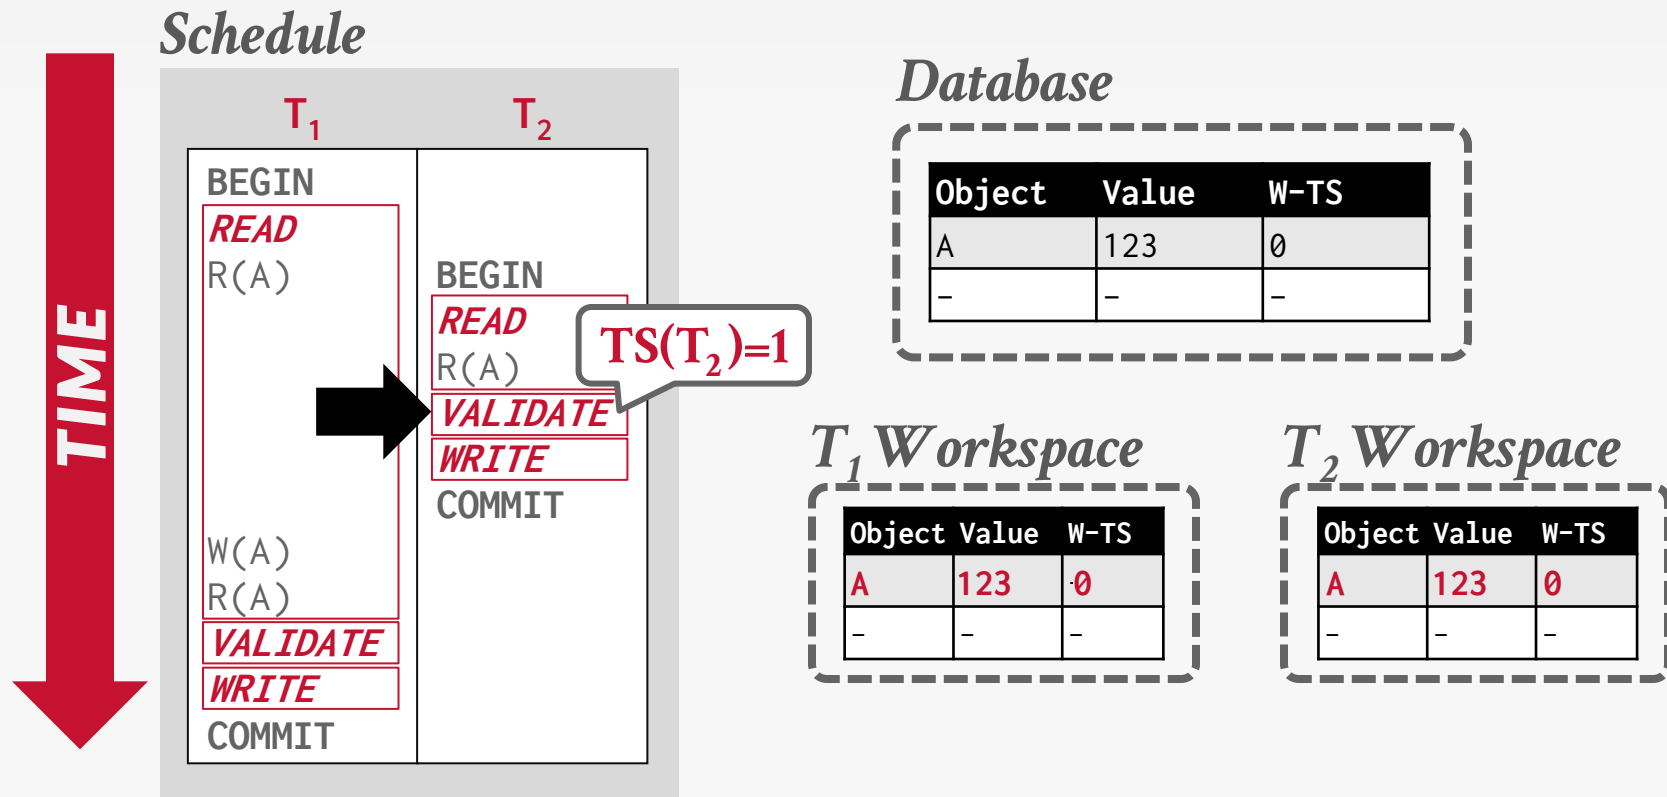 Schedule
TIME
T1 T2
BEGIN
READ
R(A)
W(A)
R(A)
VALIDATE
WRITE
COMMIT
BEGIN
READ
R(A)
VALIDATE
WRITE
COMMIT
TS(T2)=1
Database
Object Value W-TS
A 123 0
- - -
T1 Workspace
Object Value W-TS
A 123 0
- - -
T2 Workspace
Object Value W-TS
A 123 0
- - -